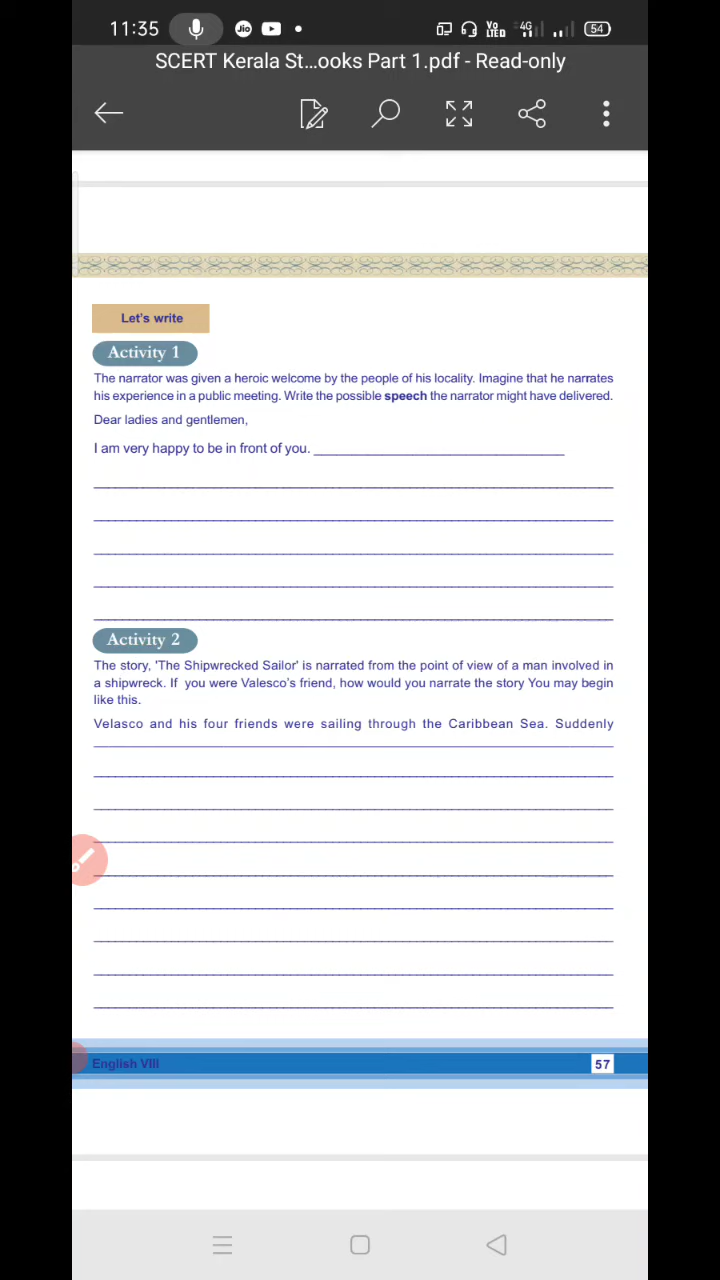 11:35 Jio Vo LTED 4G 54
SCERT Kerala St...ooks Part 1.pdf - Read-only
Let's write
Activity 1
The narrator was given a heroic welcome by the people of his locality. Imagine that he narrates
his experience in a public meeting. Write the possible speech the narrator might have delivered.
Dear ladies and gentlemen,
I am very happy to be in front of you.
Activity 2
The story, 'The Shipwrecked Sailor' is narrated from the point of view of a man involved in
a shipwreck. If you were Valesco's friend, how would you narrate the story You may begin
like this.
Velasco and his four friends were sailing through the Caribbean Sea. Suddenly
English VIII 57